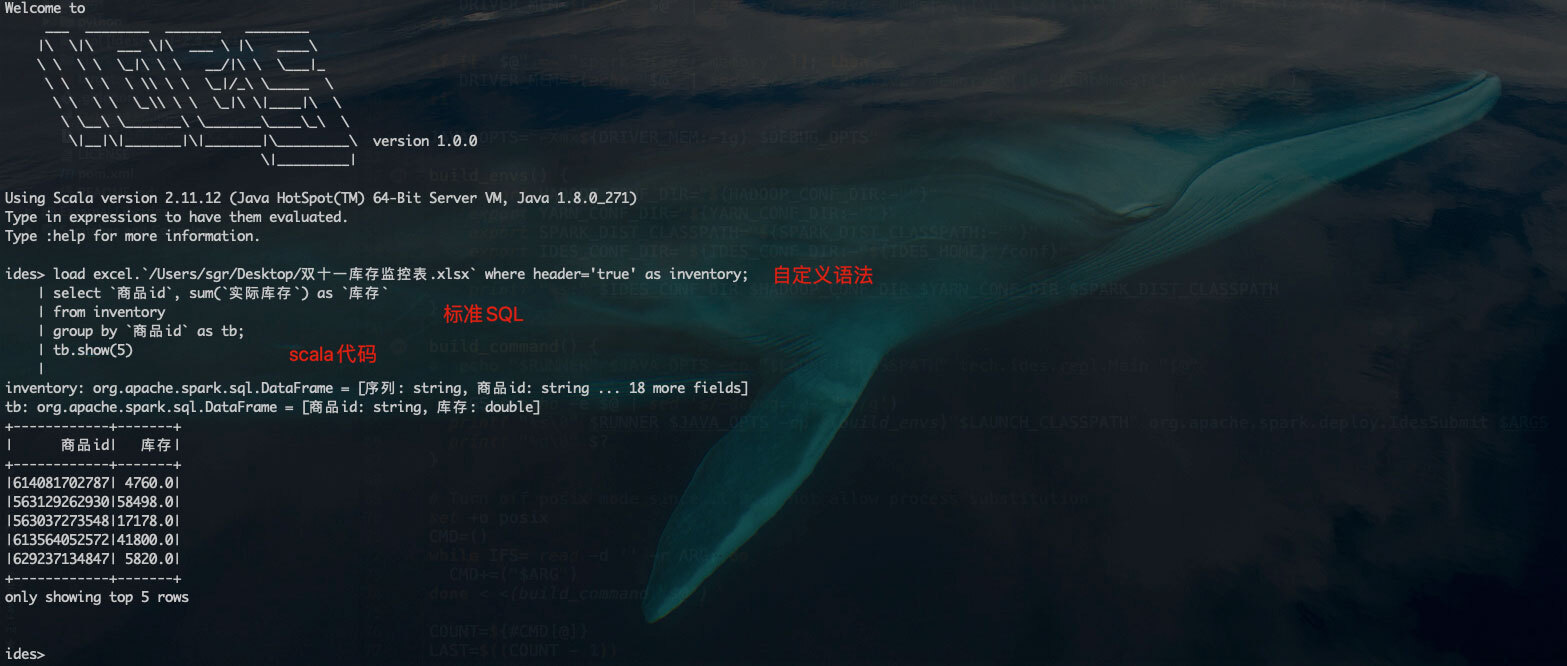 Welcome to
IDES
version 1.0.0
Using Scala version 2.11.12 (Java HotSpot(TM) 64-Bit Server VM, Java 1.8.0_271)
Type in expressions to have them evaluated.
Type :help for more information.
ides> load excel.`/Users/sgr/Desktop/双十一库存监控表.xlsx` where header='true' as inventory; 自定义语法
| select `商品id`, sum(`实际库存`) as `库存`
| from inventory 标准SQL
| group by `商品id` as tb;
| tb.show(5) scala代码
|
inventory: org.apache.spark.sql.DataFrame = [序列: string, 商品id: string ... 18 more fields]
tb: org.apache.spark.sql.DataFrame = [商品id: string, 库存: double]
+------------+-------+
|      商品id|   库存|
+------------+-------+
|614081702787| 4760.0|
|563129262930|58498.0|
|563037273548|17178.0|
|613564052572|41800.0|
|629237134847| 5820.0|
+------------+-------+
only showing top 5 rows
ides>